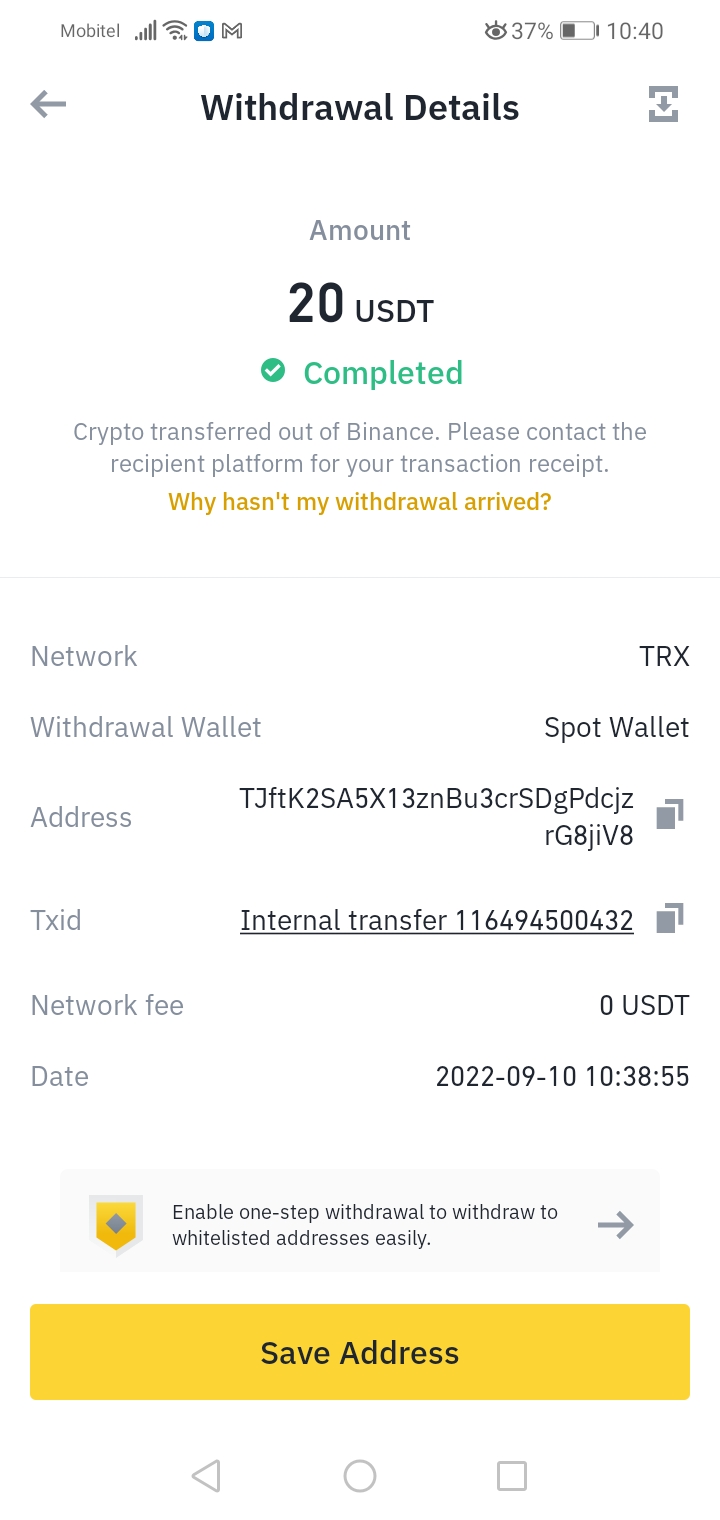 Mobitel 37% 10:40
Withdrawal Details
Amount
20 USDT
Completed
Crypto transferred out of Binance. Please contact the
recipient platform for your transaction receipt.
Why hasn't my withdrawal arrived?
Network TRX
Withdrawal Wallet Spot Wallet
Address TJftK2SA5X13znBu3crSDgPdcjz
rG8jiV8
Txid Internal transfer 116494500432
Network fee 0 USDT
Date 2022-09-10 10:38:55
Enable one-step withdrawal to withdraw to
whitelisted addresses easily.
Save Address